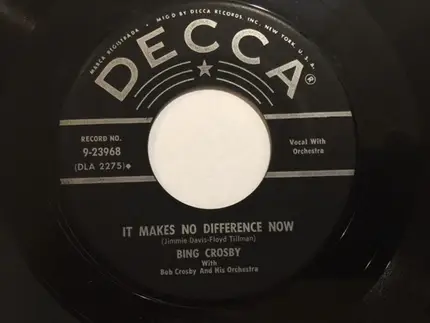 MARCA REGISTRADA • MF'G'D BY DECCA RECORDS, INC., NEW YORK, U.S.A.
DECCA®
RECORD NO.
9-23968
(DLA 2275)◆
Vocal With
Orchestra
IT MAKES NO DIFFERENCE NOW
(Jimmie Davis-Floyd Tillman)
BING CROSBY
With
Bob Crosby And His Orchestra